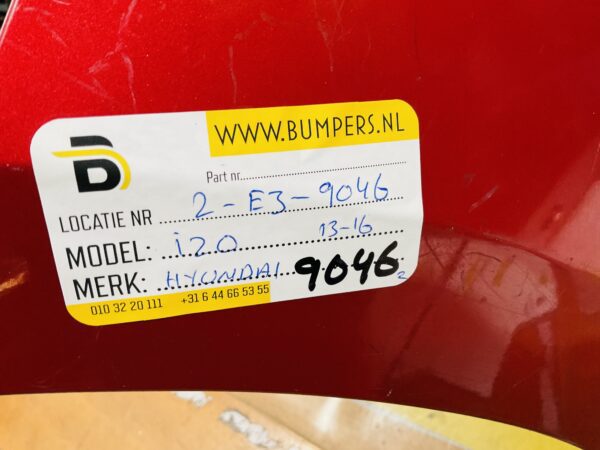 WWW.BUMPERS.NL
Part nr.
LOCATIE NR 2-E3-9046
MODEL: i20 13-16
MERK: HYUNDAI 9046 2
010 32 20 111 +31 6 44 66 53 55